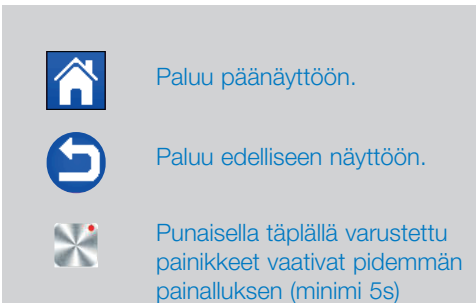 Paluu päänäyttöön.
Paluu edelliseen näyttöön.
Punaisella täplällä varustettu
painikkeet vaativat pidemmän
painalluksen (minimi 5s)